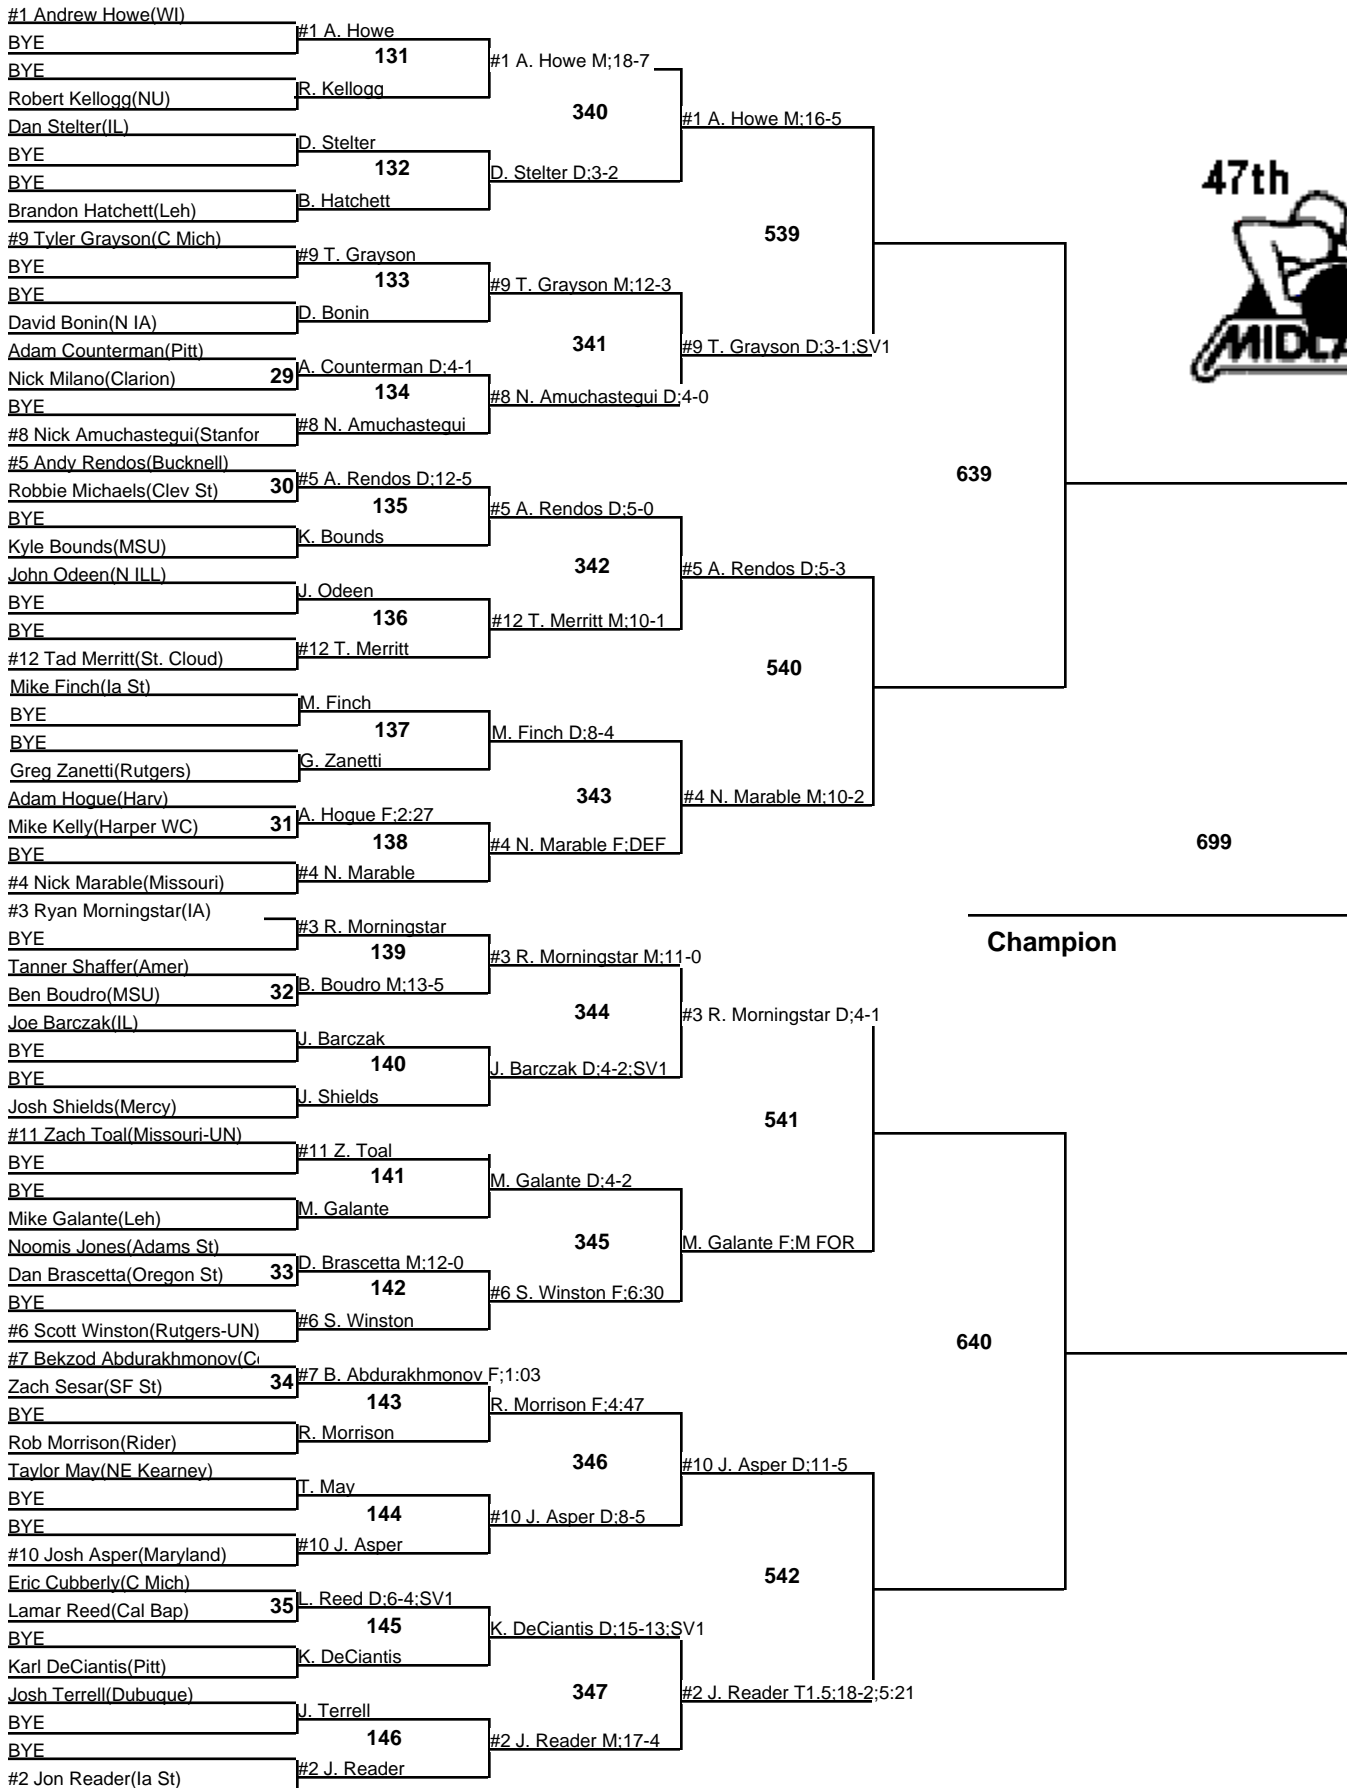 #1 Andrew Howe(WI)
BYE
BYE
Robert Kellogg(NU)
Dan Stelter(IL)
BYE
BYE
Brandon Hatchett(Leh)
#9 Tyler Grayson(C Mich)
BYE
BYE
David Bonin(N IA)
Adam Counterman(Pitt)
Nick Milano(Clarion)
BYE
#8 Nick Amuchastegui(Stanfor
#5 Andy Rendos(Bucknell)
Robbie Michaels(Clev St)
BYE
Kyle Bounds(MSU)
John Odeen(N ILL)
BYE
BYE
#12 Tad Merritt(St. Cloud)
Mike Finch(Ia St)
BYE
BYE
Greg Zanetti(Rutgers)
Adam Hogue(Harv)
Mike Kelly(Harper WC)
BYE
#4 Nick Marable(Missouri)
#3 Ryan Morningstar(IA)
BYE
Tanner Shaffer(Amer)
Ben Boudro(MSU)
Joe Barczak(IL)
BYE
BYE
Josh Shields(Mercy)
#11 Zach Toal(Missouri-UN)
BYE
BYE
Mike Galante(Leh)
Noomis Jones(Adams St)
Dan Brascetta(Oregon St)
BYE
#6 Scott Winston(Rutgers-UN)
#7 Bekzod Abdurakhmonov(C
Zach Sesar(SF St)
BYE
Rob Morrison(Rider)
Taylor May(NE Kearney)
BYE
BYE
#10 Josh Asper(Maryland)
Eric Cubberly(C Mich)
Lamar Reed(Cal Bap)
BYE
Karl DeCiantis(Pitt)
Josh Terrell(Dubuque)
BYE
BYE
#2 Jon Reader(Ia St)
29
30
31
32
33
34
35
#1 A. Howe
131
R. Kellogg
D. Stelter
132
B. Hatchett
#9 T. Grayson
133
D. Bonin
A. Counterman D;4-1
134
#8 N. Amuchastegui
#5 A. Rendos D;12-5
135
K. Bounds
J. Odeen
136
#12 T. Merritt
M. Finch
137
G. Zanetti
A. Hogue F;2:27
138
#4 N. Marable
#3 R. Morningstar
139
B. Boudro M;13-5
J. Barczak
140
J. Shields
#11 Z. Toal
141
M. Galante
D. Brascetta M;12-0
142
#6 S. Winston
#7 B. Abdurakhmonov F;1:03
143
R. Morrison
T. May
144
#10 J. Asper
L. Reed D;6-4;SV1
145
K. DeCiantis
J. Terrell
146
#2 J. Reader
#1 A. Howe M;18-7
340
D. Stelter D;3-2
#9 T. Grayson M;12-3
341
#8 N. Amuchastegui D;4-0
#5 A. Rendos D;5-0
342
#12 T. Merritt M;10-1
M. Finch D;8-4
343
#4 N. Marable F;DEF
#3 R. Morningstar M;11-0
344
J. Barczak D;4-2;SV1
M. Galante D;4-2
345
#6 S. Winston F;6:30
R. Morrison F;4:47
346
#10 J. Asper D;8-5
K. DeCiantis D;15-13;SV1
347
#2 J. Reader M;17-4
#1 A. Howe M;16-5
539
#9 T. Grayson D;3-1;SV1
#5 A. Rendos D;5-3
540
#4 N. Marable M;10-2
#3 R. Morningstar D;4-1
541
M. Galante F;M FOR
#10 J. Asper D;11-5
542
#2 J. Reader T1.5;18-2;5:21
639
640
699
Champion
47th
MIDLA